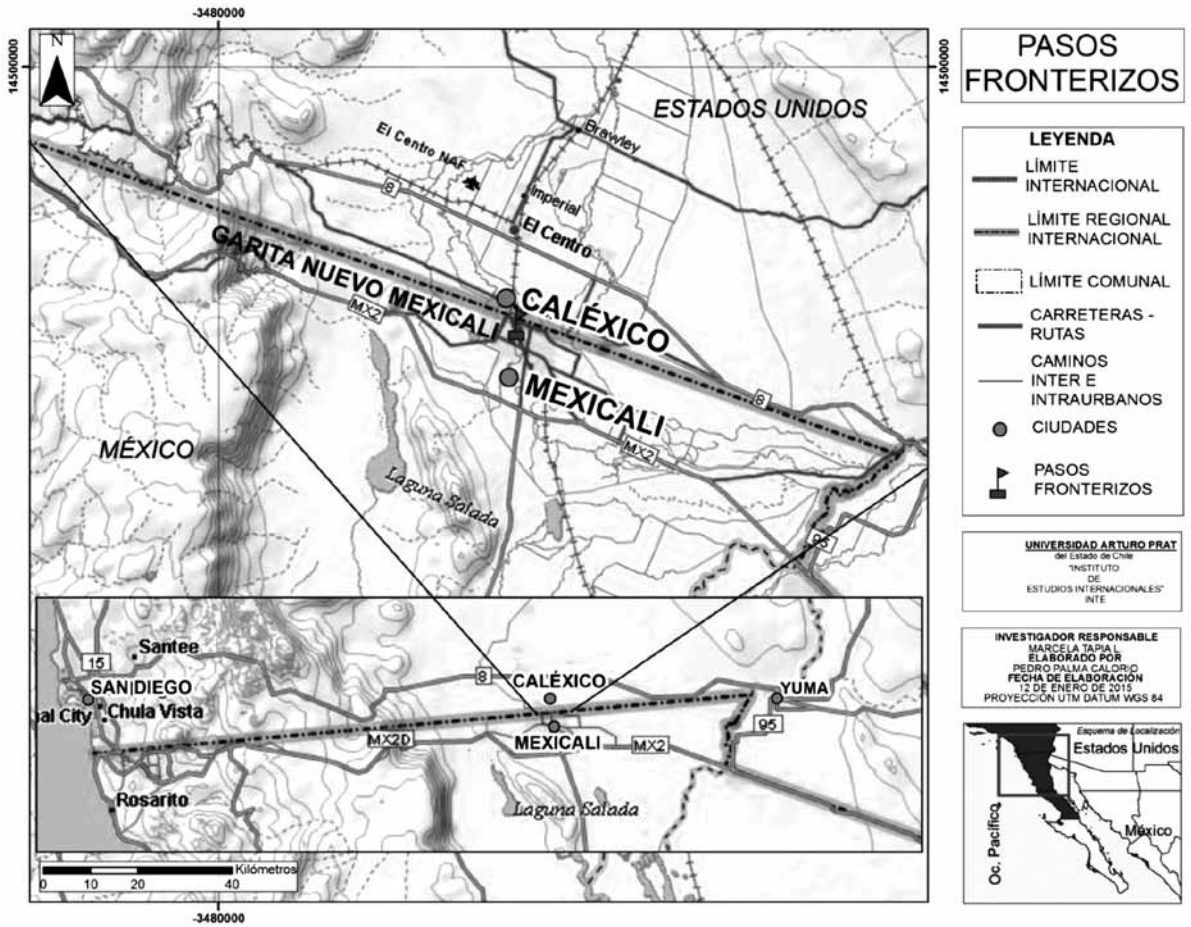 -3480000
14500000
14500000
N
ESTADOS UNIDOS
Brawley
El Centro NAF
Imperial
8
El Centro
GARITA NUEVO MEXICALI
CALÉXICO
MX2
MEXICALI
8
MX2
MÉXICO
Laguna Salada
95
Santee
15
8
CALÉXICO
SAN DIEGO
YUMA
nal City
Chula Vista
95
MX2D
MEXICALI
MX2
Rosarito
Laguna Salada
Kilómetros
0 10 20 40
-3480000
PASOS
FRONTERIZOS
LEYENDA
LÍMITE
INTERNACIONAL
LÍMITE REGIONAL
INTERNACIONAL
LÍMITE COMUNAL
CARRETERAS -
RUTAS
CAMINOS
INTER E
INTRAURBANOS
CIUDADES
PASOS
FRONTERIZOS
UNIVERSIDAD ARTURO PRAT
del Estado de Chile
"INSTITUTO
DE
ESTUDIOS INTERNACIONALES"
INTE
INVESTIGADOR RESPONSABLE
MARCELA TAPIA L.
ELABORADO POR
PEDRO PALMA CALORIO
FECHA DE ELABORACIÓN
12 DE ENERO DE 2015
PROYECCIÓN UTM DATUM WGS 84
Esquema de Localización
Estados Unidos
Oc. Pacífico
México